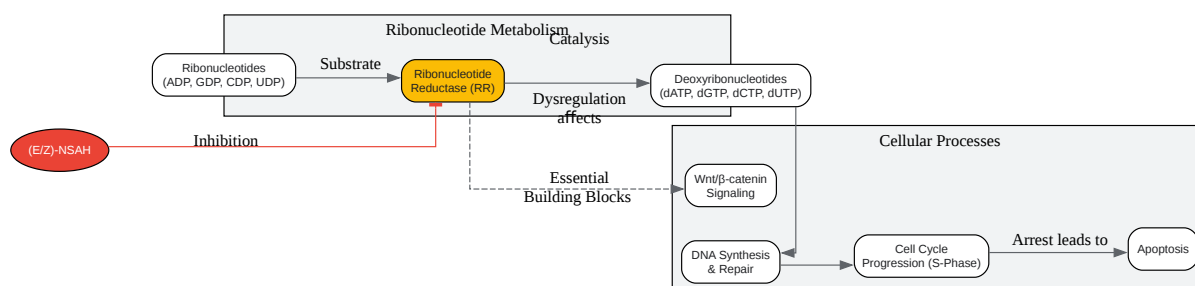 Ribonucleotide Metabolism
Catalysis
Ribonucleotides
(ADP, GDP, CDP, UDP)
Substrate
Ribonucleotide
Reductase (RR)
Deoxyribonucleotides
(dATP, dGTP, dCTP, dUTP)
Dysregulation
affects
(E/Z)-NSAH
Inhibition
Cellular Processes
Essential
Building Blocks
Wnt/β-catenin
Signaling
DNA Synthesis
& Repair
Cell Cycle
Progression (S-Phase)
Arrest leads to
Apoptosis